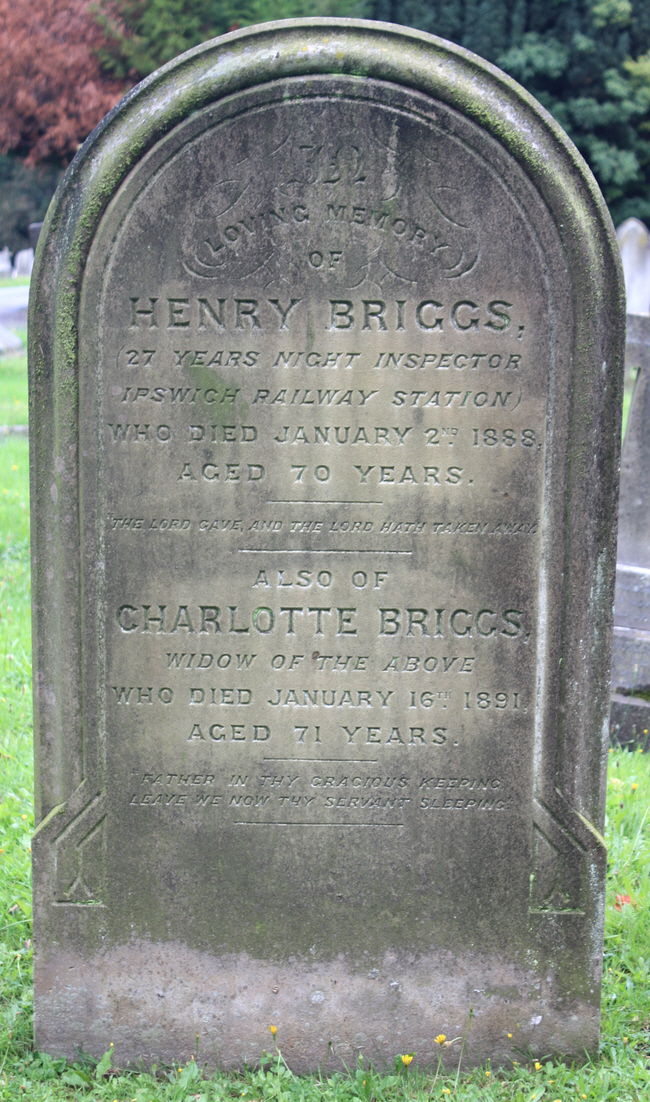 IN
LOVING MEMORY
OF
HENRY BRIGGS,
(27 YEARS NIGHT INSPECTOR
IPSWICH RAILWAY STATION)
WHO DIED JANUARY 2ND. 1888,
AGED 70 YEARS.
"THE LORD GAVE, AND THE LORD HATH TAKEN AWAY."
ALSO OF
CHARLOTTE BRIGGS,
WIDOW OF THE ABOVE
WHO DIED JANUARY 16TH. 1891,
AGED 71 YEARS.
"FATHER IN THY GRACIOUS KEEPING,
LEAVE WE NOW THY SERVANT SLEEPING."